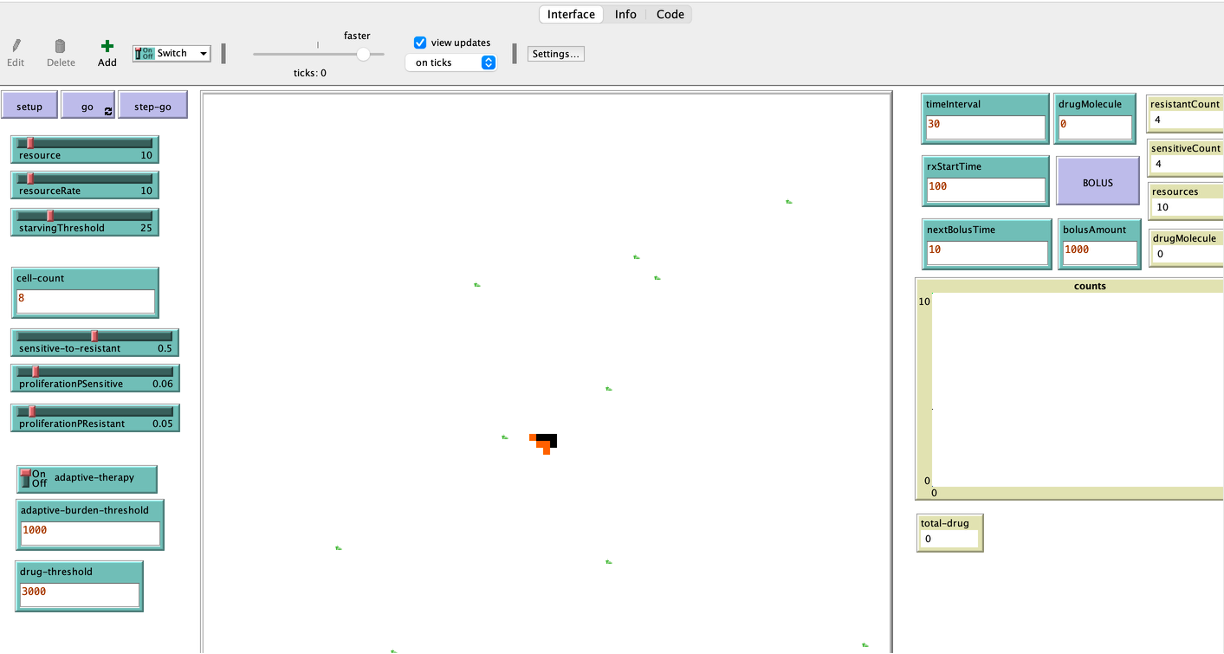 Interface Info Code
Edit Delete Add On Off Switch
faster
ticks: 0
view updates
on ticks
Settings...
setup go step-go
resource 10
resourceRate 10
starvingThreshold 25
cell-count
8
sensitive-to-resistant 0.5
proliferationPSensitive 0.06
proliferationPResistant 0.05
On
Off adaptive-therapy
adaptive-burden-threshold
1000
drug-threshold
3000
timeInterval
30
drugMolecule
0
resistantCount
4
sensitiveCount
4
rxStartTime
100
BOLUS
resources
10
nextBolusTime
10
bolusAmount
1000
drugMolecule
0
counts
10
0
0
total-drug
0